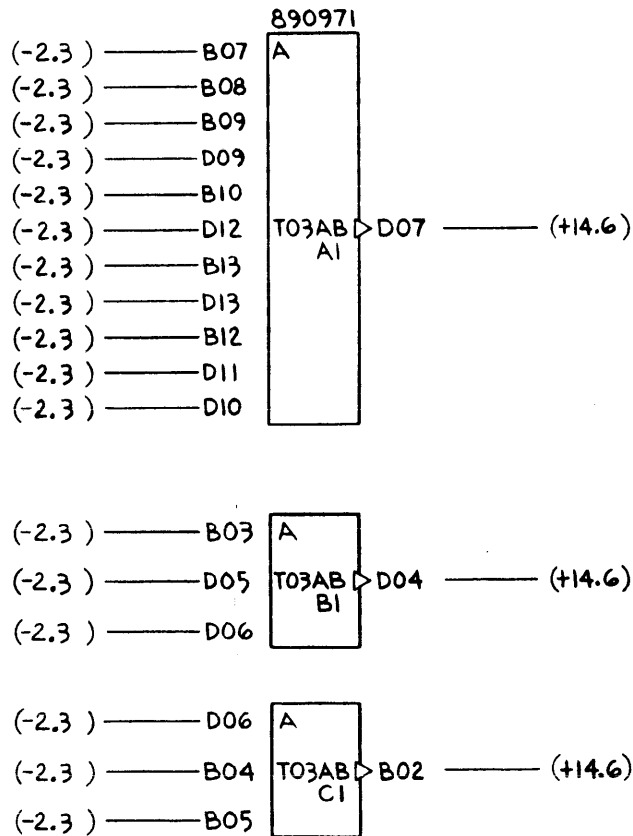 890971
(-2.3 ) B07 A
(-2.3 ) B08
(-2.3 ) B09
(-2.3 ) D09
(-2.3 ) B10
(-2.3 ) D12 T03AB D07 (+14.6)
A1
(-2.3 ) B13
(-2.3 ) D13
(-2.3 ) B12
(-2.3 ) D11
(-2.3 ) D10
(-2.3 ) B03 A
(-2.3 ) D05 T03AB D04 (+14.6)
B1
(-2.3 ) D06
(-2.3 ) D06 A
(-2.3 ) B04 T03AB B02 (+14.6)
C1
(-2.3 ) B05